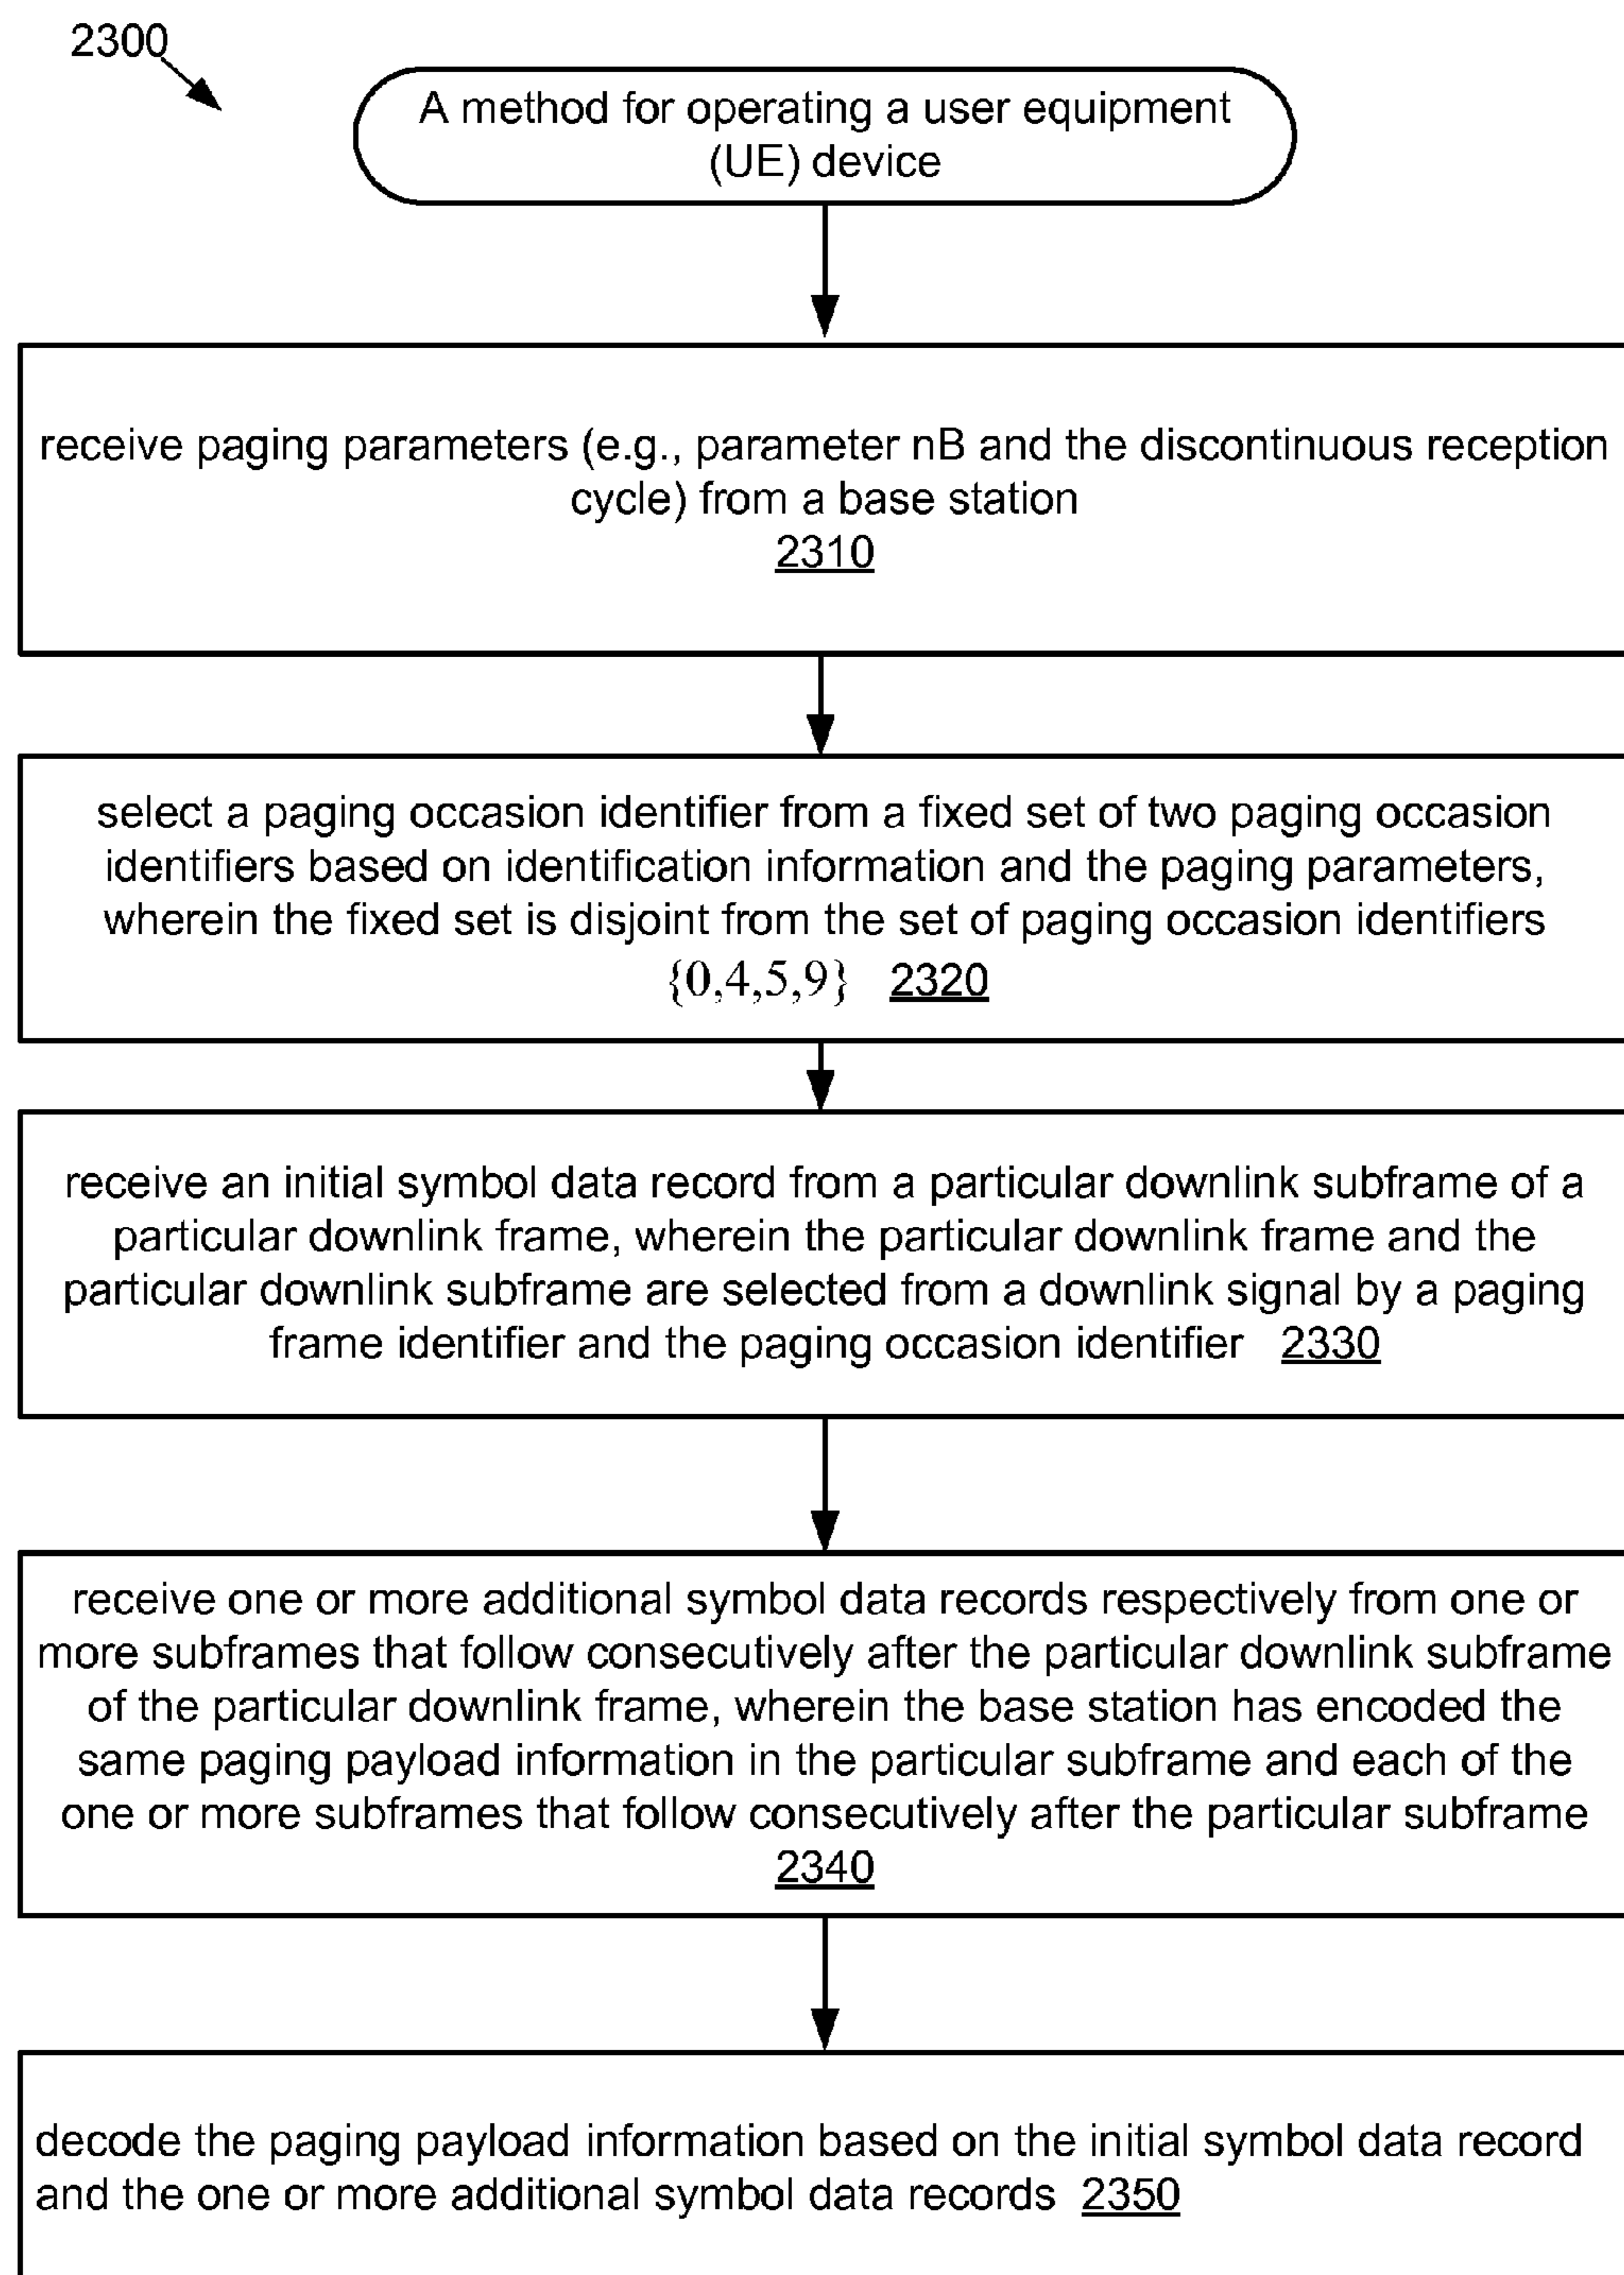 2300
A method for operating a user equipment
(UE) device
receive paging parameters (e.g., parameter nB and the discontinuous reception
cycle) from a base station
2310
select a paging occasion identifier from a fixed set of two paging occasion
identifiers based on identification information and the paging parameters,
wherein the fixed set is disjoint from the set of paging occasion identifiers
{0,4,5,9} 2320
receive an initial symbol data record from a particular downlink subframe of a
particular downlink frame, wherein the particular downlink frame and the
particular downlink subframe are selected from a downlink signal by a paging
frame identifier and the paging occasion identifier 2330
receive one or more additional symbol data records respectively from one or
more subframes that follow consecutively after the particular downlink subframe
of the particular downlink frame, wherein the base station has encoded the
same paging payload information in the particular subframe and each of the
one or more subframes that follow consecutively after the particular subframe
2340
decode the paging payload information based on the initial symbol data record
and the one or more additional symbol data records 2350